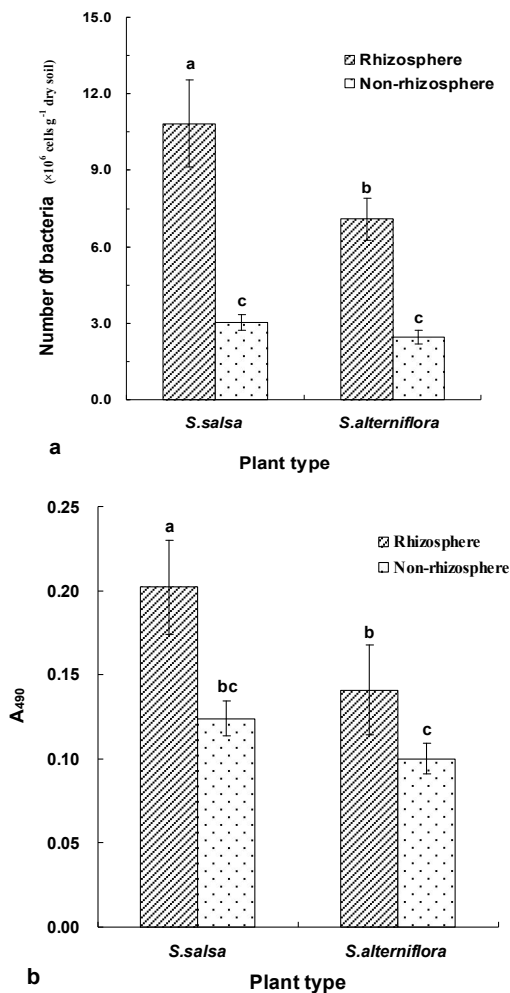 15.0
12.0
9.0
6.0
3.0
0.0
Number 0f bacteria (×10⁶ cells g⁻¹ dry soil)
Rhizosphere
Non-rhizosphere
a
c
b
c
S.salsa
S.alterniflora
a
Plant type
0.25
0.20
0.15
0.10
0.05
0.00
A₄₉₀
Rhizosphere
Non-rhizosphere
a
bc
b
c
S.salsa
S.alterniflora
b
Plant type